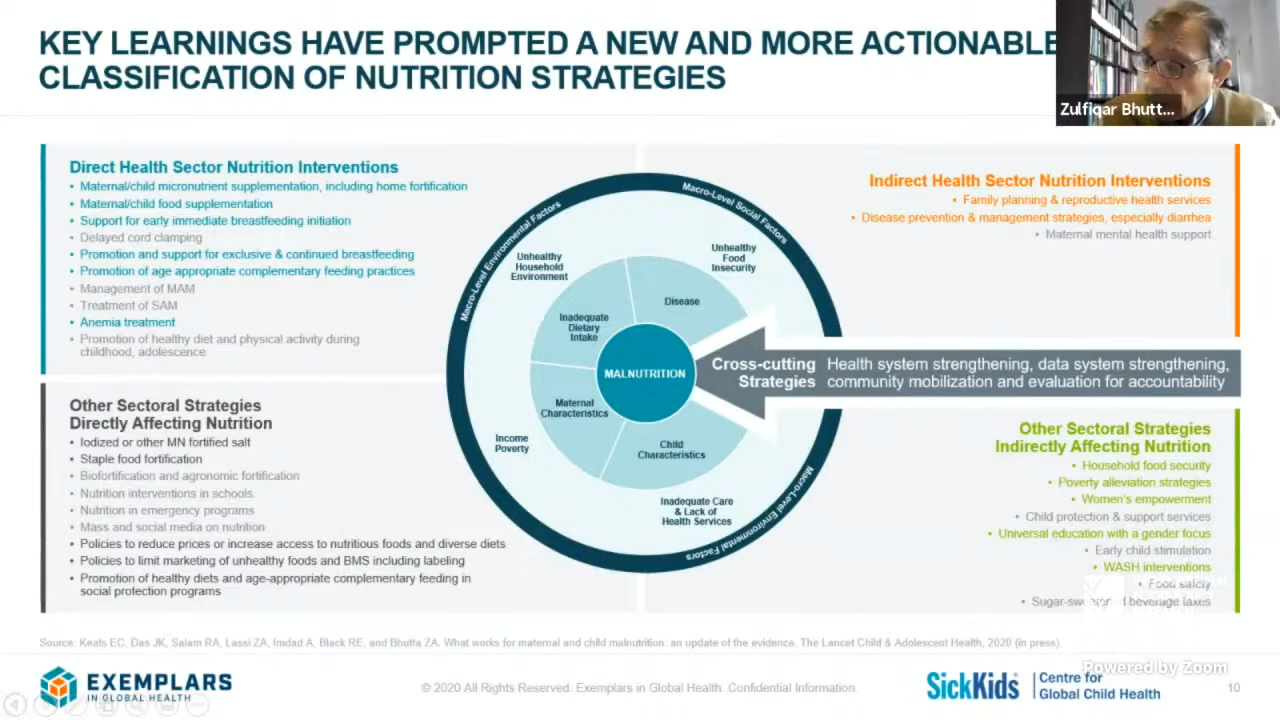 KEY LEARNINGS HAVE PROMPTED A NEW AND MORE ACTIONABLE
CLASSIFICATION OF NUTRITION STRATEGIES
Zulfiqar Bhutt...
Direct Health Sector Nutrition Interventions
• Maternal/child micronutrient supplementation, including home fortification
• Maternal/child food supplementation
• Support for early immediate breastfeeding initiation
• Delayed cord clamping
• Promotion and support for exclusive & continued breastfeeding
• Promotion of age appropriate complementary feeding practices
• Management of MAM
• Treatment of SAM
• Anemia treatment
• Promotion of healthy diet and physical activity during
childhood, adolescence
Indirect Health Sector Nutrition Interventions
• Family planning & reproductive health services
• Disease prevention & management strategies, especially diarrhea
• Maternal mental health support
Macro-Level Environmental Factors
Macro-Level Social Factors
Unhealthy
Household
Environment
Unhealthy
Food
Insecurity
Disease
Inadequate
Dietary
Intake
MALNUTRITION
Maternal
Characteristics
Child
Characteristics
Income
Poverty
Inadequate Care
& Lack of
Health Services
Macro-Level Environmental Factors
Cross-cutting
Strategies
Health system strengthening, data system strengthening,
community mobilization and evaluation for accountability
Other Sectoral Strategies
Directly Affecting Nutrition
• Iodized or other MN fortified salt
• Staple food fortification
• Biofortification and agronomic fortification
• Nutrition interventions in schools
• Nutrition in emergency programs
• Mass and social media on nutrition
• Policies to reduce prices or increase access to nutritious foods and diverse diets
• Policies to limit marketing of unhealthy foods and BMS including labeling
• Promotion of healthy diets and age-appropriate complementary feeding in
social protection programs
Other Sectoral Strategies
Indirectly Affecting Nutrition
• Household food security
• Poverty alleviation strategies
• Women's empowerment
• Child protection & support services
• Universal education with a gender focus
• Early child stimulation
• WASH interventions
• Food safety
• beverage taxes
Source: Keats EC, Das JK, Salam RA, Lassi ZA, Imdad A, Black RE, and Bhutta ZA. What works for maternal and child malnutrition: an update of the evidence. The Lancet Child & Adolescent Health, 2020 (in press).
EXEMPLARS
IN GLOBAL HEALTH
© 2020 All Rights Reserved. Exemplars in Global Health. Confidential Information.
SickKids
Centre for
Global Child Health
Powered by Zoom
10